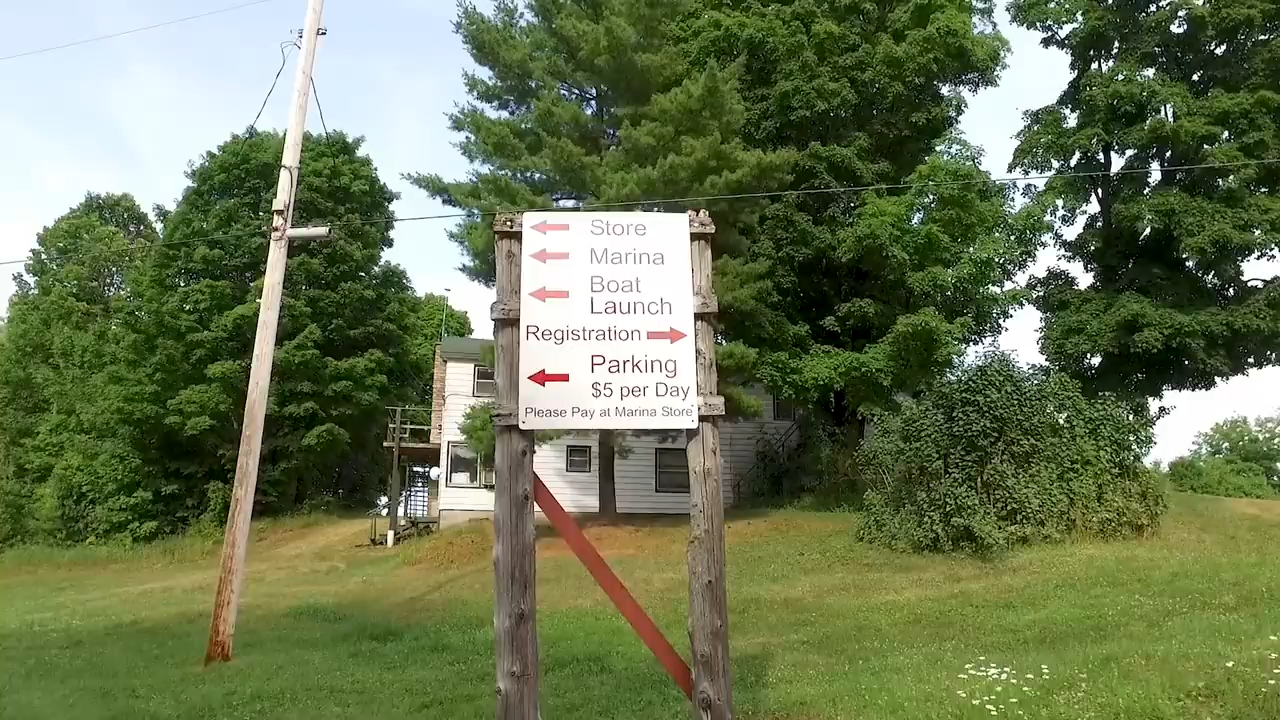 Store
Marina
Boat
Launch
Registration
Parking
$5 per Day
Please Pay at Marina Store